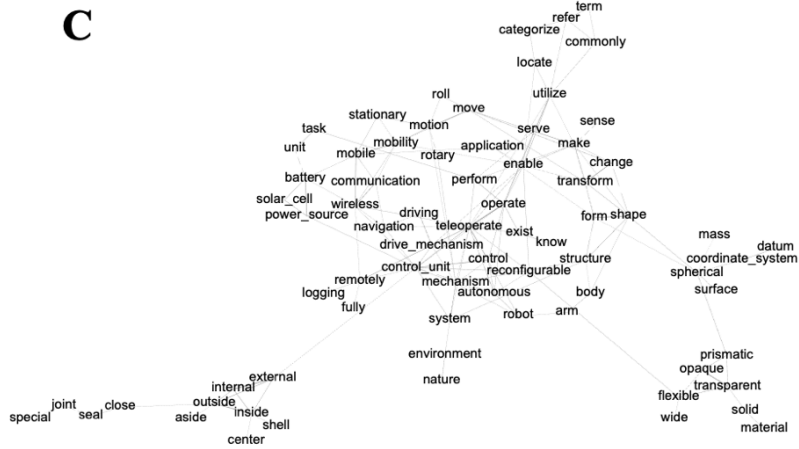 C
term
refer
categorize
commonly
locate
utilize
roll
move
stationary
motion
task
serve
sense
make
mobility
application
unit
mobile
rotary
enable
change
battery
communication
perform
transform
solar_cell
wireless
operate
power_source
driving
form
shape
navigation
teleoperate
exist
mass
drive_mechanism
know
datum
control
structure
coordinate_system
control_unit
reconfigurable
spherical
remotely
mechanism
surface
logging
autonomous
body
fully
system
robot
arm
environment
prismatic
opaque
nature
external
transparent
internal
flexible
joint
close
outside
solid
special
seal
aside
inside
wide
shell
material
center